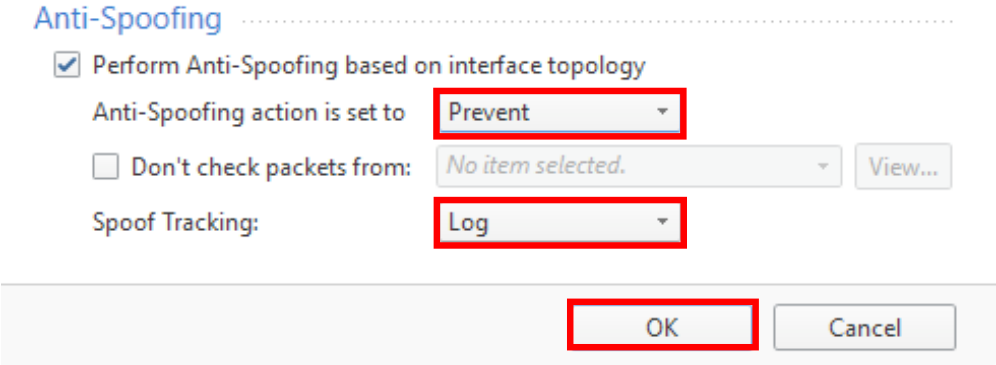 Anti-Spoofing
Perform Anti-Spoofing based on interface topology
Anti-Spoofing action is set to Prevent
Don't check packets from: No item selected. View...
Spoof Tracking: Log
OK Cancel